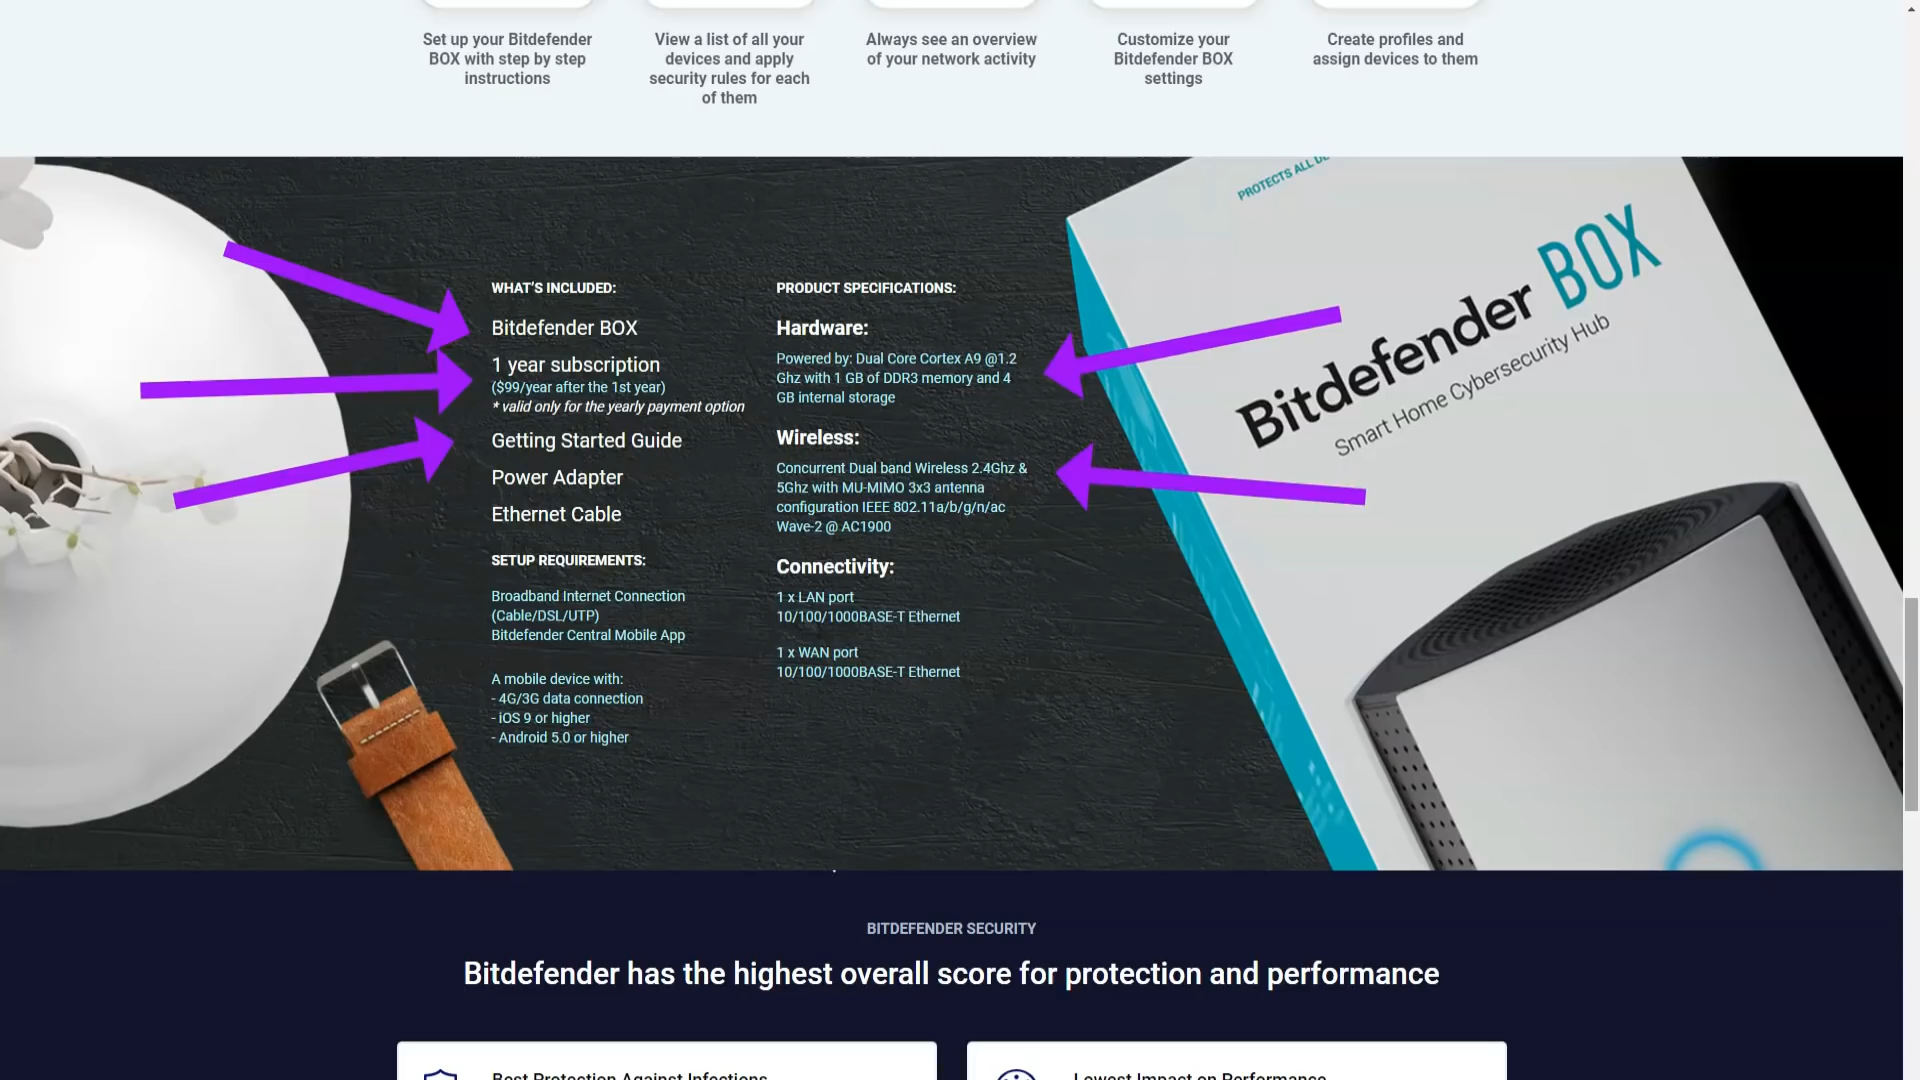 Set up your Bitdefender
BOX with step by step
instructions
View a list of all your
devices and apply
security rules for each
of them
Always see an overview
of your network activity
Customize your
Bitdefender BOX
settings
Create profiles and
assign devices to them
WHAT'S INCLUDED:
Bitdefender BOX
1 year subscription
($99/year after the 1st year)
* valid only for the yearly payment option
Getting Started Guide
Power Adapter
Ethernet Cable
SETUP REQUIREMENTS:
Broadband Internet Connection
(Cable/DSL/UTP)
Bitdefender Central Mobile App
A mobile device with:
- 4G/3G data connection
- iOS 9 or higher
- Android 5.0 or higher
PRODUCT SPECIFICATIONS:
Hardware:
Powered by: Dual Core Cortex A9 @1.2
Ghz with 1 GB of DDR3 memory and 4
GB internal storage
Wireless:
Concurrent Dual band Wireless 2.4Ghz &
5Ghz with MU-MIMO 3x3 antenna
configuration IEEE 802.11a/b/g/n/ac
Wave-2 @ AC1900
Connectivity:
1 x LAN port
10/100/1000BASE-T Ethernet
1 x WAN port
10/100/1000BASE-T Ethernet
PROTECTS ALL
Bitdefender BOX
Smart Home Cybersecurity Hub
BITDEFENDER SECURITY
Bitdefender has the highest overall score for protection and performance
Best Protection Against Infections
Lowest Impact on Performance